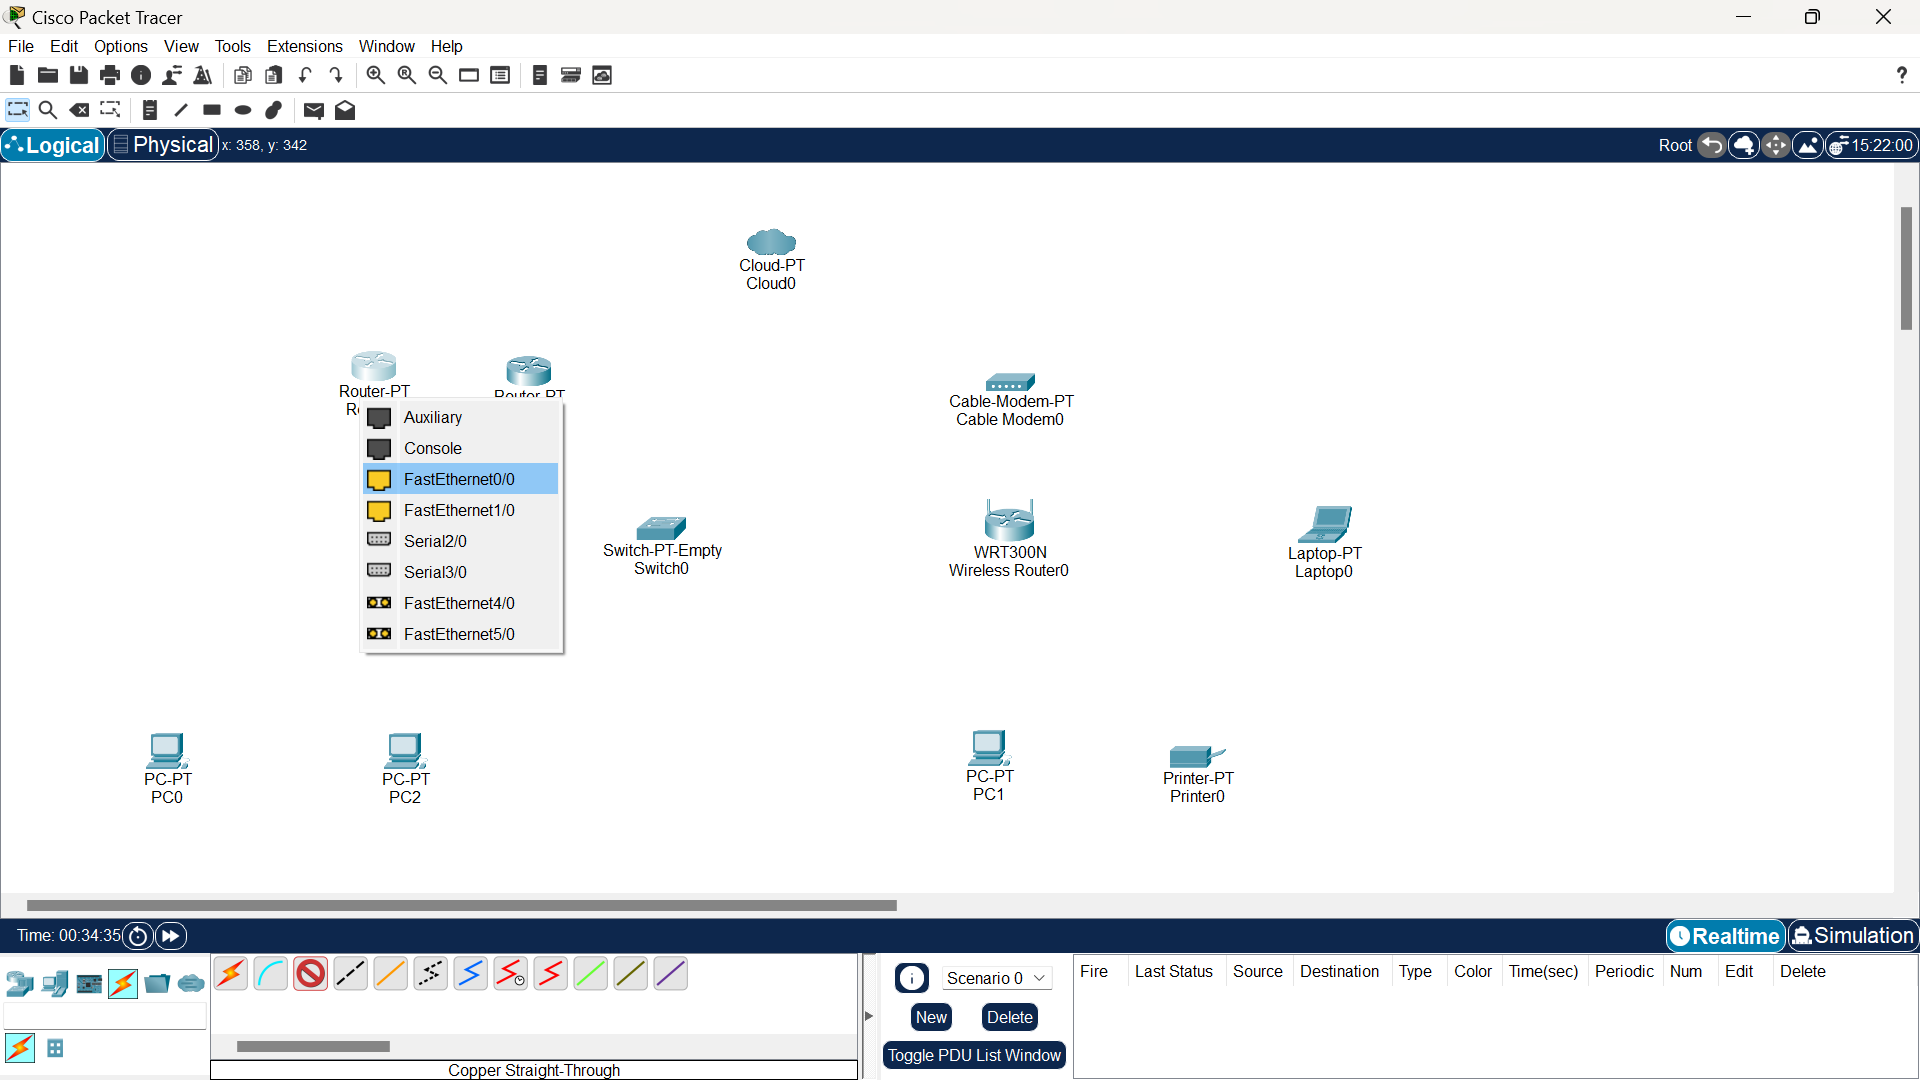 Cisco Packet Tracer
File Edit Options View Tools Extensions Window Help
?
Logical Physical x: 358, y: 342 Root 15:22:00
Cloud-PT
Cloud0
Router-PT
Router-PT
Auxiliary
Console
FastEthernet0/0
FastEthernet1/0
Serial2/0
Serial3/0
FastEthernet4/0
FastEthernet5/0
Cable-Modem-PT
Cable Modem0
Switch-PT-Empty
Switch0
WRT300N
Wireless Router0
Laptop-PT
Laptop0
PC-PT
PC0
PC-PT
PC2
PC-PT
PC1
Printer-PT
Printer0
Time: 00:34:35 Realtime Simulation
Scenario 0
New Delete
Toggle PDU List Window
Fire Last Status Source Destination Type Color Time(sec) Periodic Num Edit Delete
Copper Straight-Through